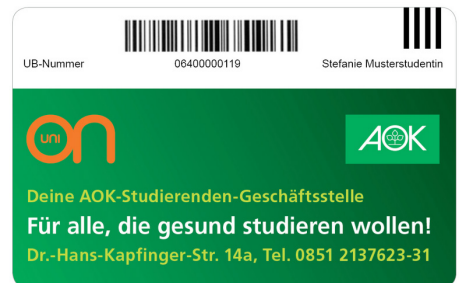 UB-Nummer 06400000119 Stefanie Musterstudentin
uni on
AOK
Deine AOK-Studierenden-Geschäftsstelle
Für alle, die gesund studieren wollen!
Dr.-Hans-Kapfinger-Str. 14a, Tel. 0851 2137623-31